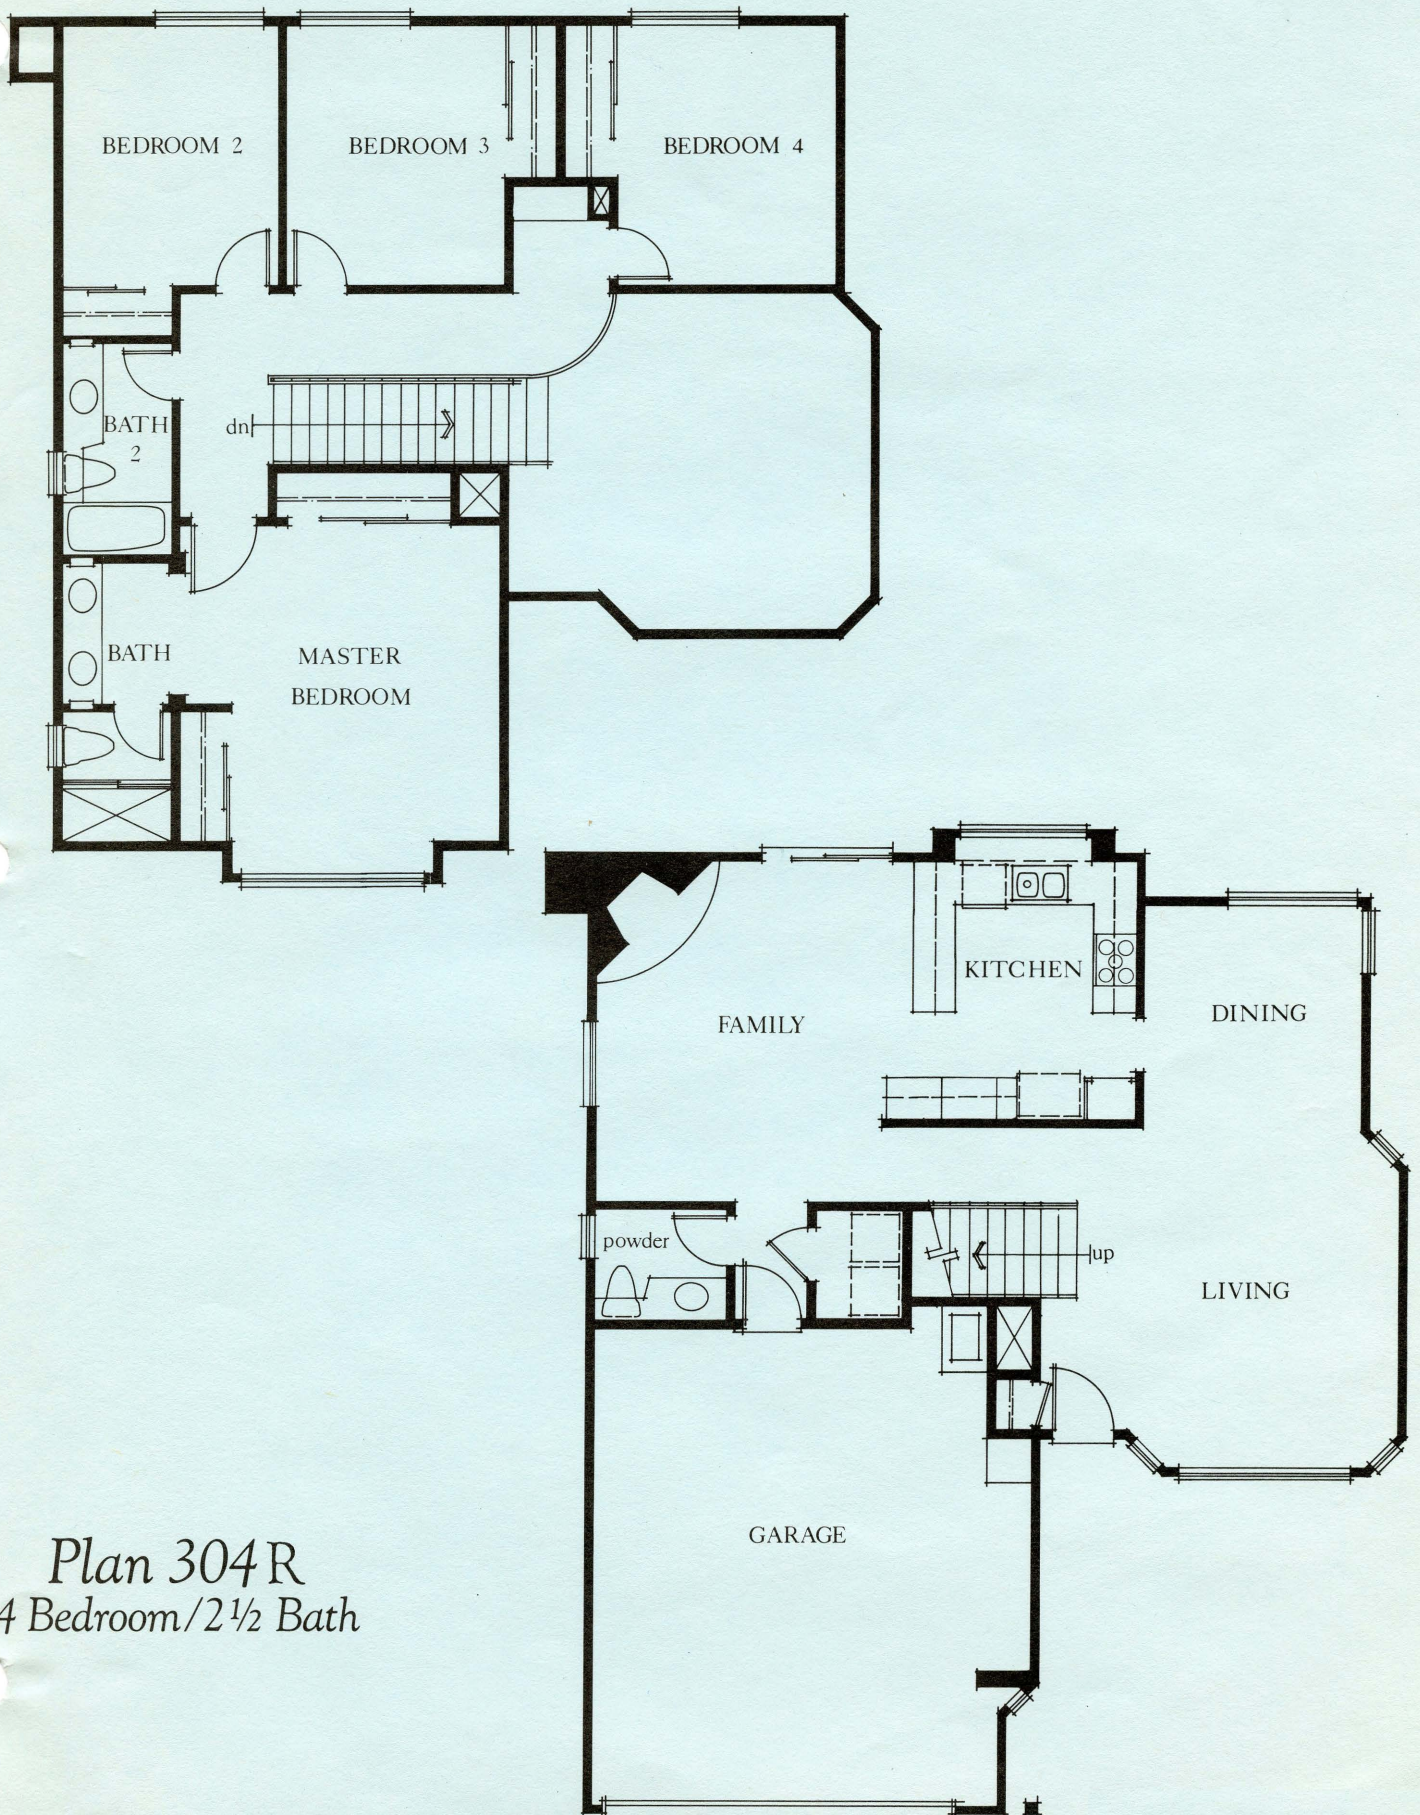 BEDROOM 2
BEDROOM 3
BEDROOM 4
BATH
2
dn
BATH
MASTER
BEDROOM
KITCHEN
DINING
FAMILY
powder
up
LIVING
GARAGE
Plan 304R
4 Bedroom/2½ Bath